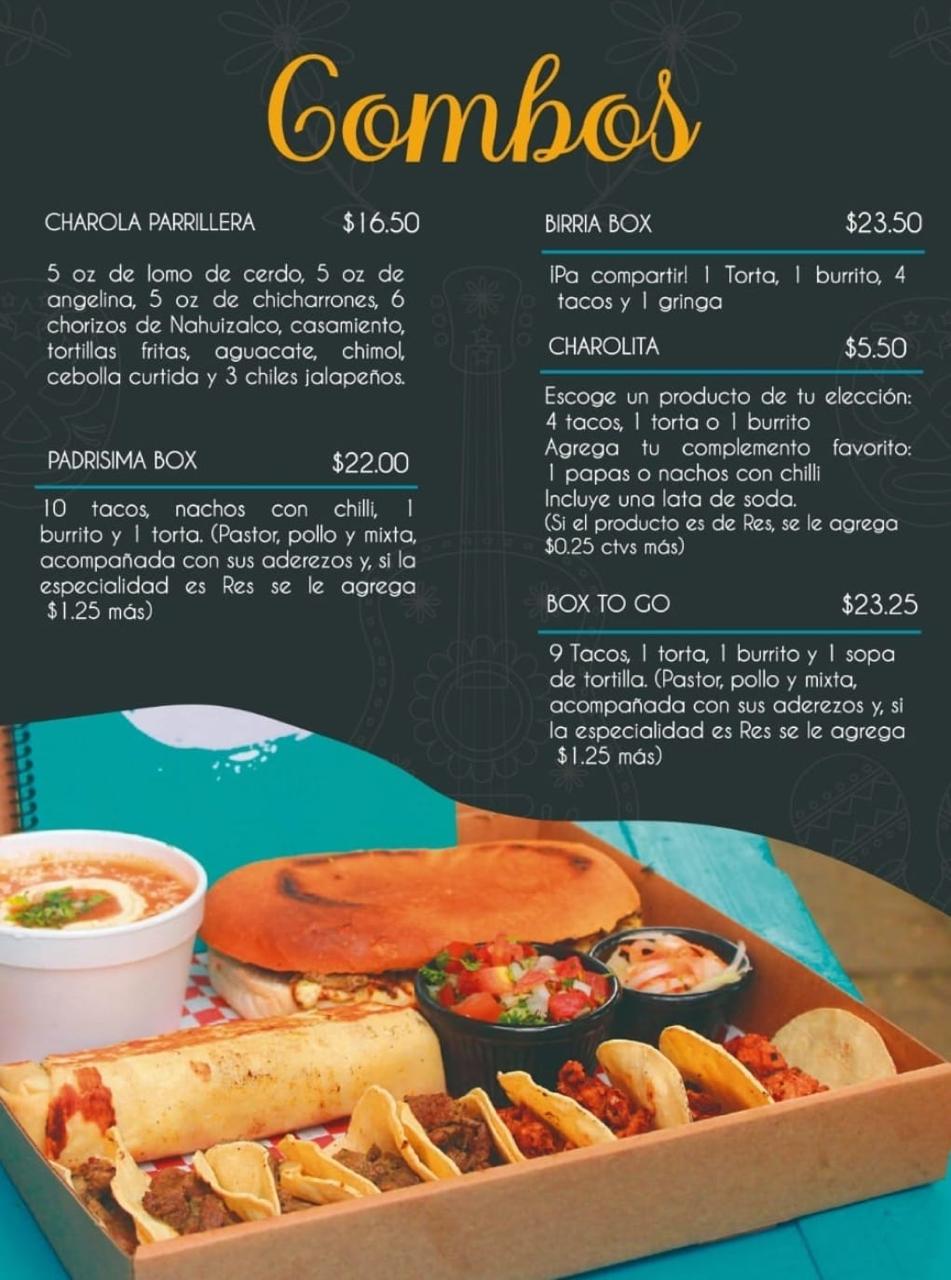 Combos
CHAROLA PARRILLERA $16.50
5 oz de lomo de cerdo, 5 oz de
angelina, 5 oz de chicharrones, 6
chorizos de Nahuizalco, casamiento,
tortillas fritas, aguacate, chimol,
cebolla curtida y 3 chiles jalapeños.
PADRISIMA BOX $22.00
10 tacos, nachos con chilli, 1
burrito y 1 torta. (Pastor, pollo y mixta,
acompañada con sus aderezos y, si la
especialidad es Res se le agrega
$1.25 más)
BIRRIA BOX $23.50
¡Pa compartir! 1 Torta, 1 burrito, 4
tacos y 1 gringa
CHAROLITA $5.50
Escoge un producto de tu elección:
4 tacos, 1 torta o 1 burrito
Agrega tu complemento favorito:
1 papas o nachos con chilli
Incluye una lata de soda.
(Si el producto es de Res, se le agrega
$0.25 ctvs más)
BOX TO GO $23.25
9 Tacos, 1 torta, 1 burrito y 1 sopa
de tortilla. (Pastor, pollo y mixta,
acompañada con sus aderezos y, si
la especialidad es Res se le agrega
$1.25 más)